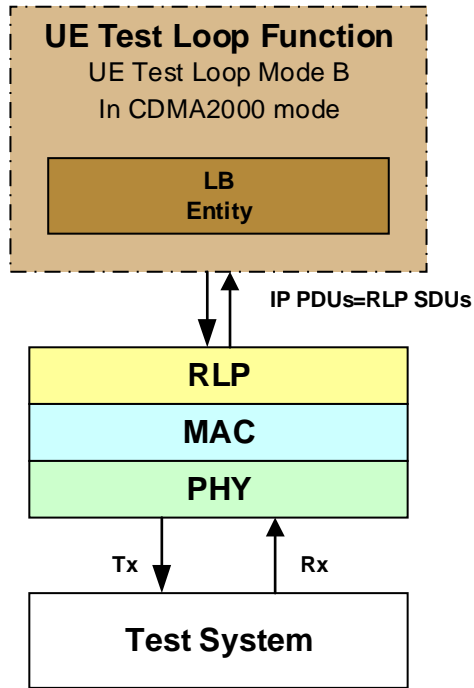 UE Test Loop Function
UE Test Loop Mode B
In CDMA2000 mode
LB
Entity
IP PDUs=RLP SDUs
RLP
MAC
PHY
Tx
Rx
Test System